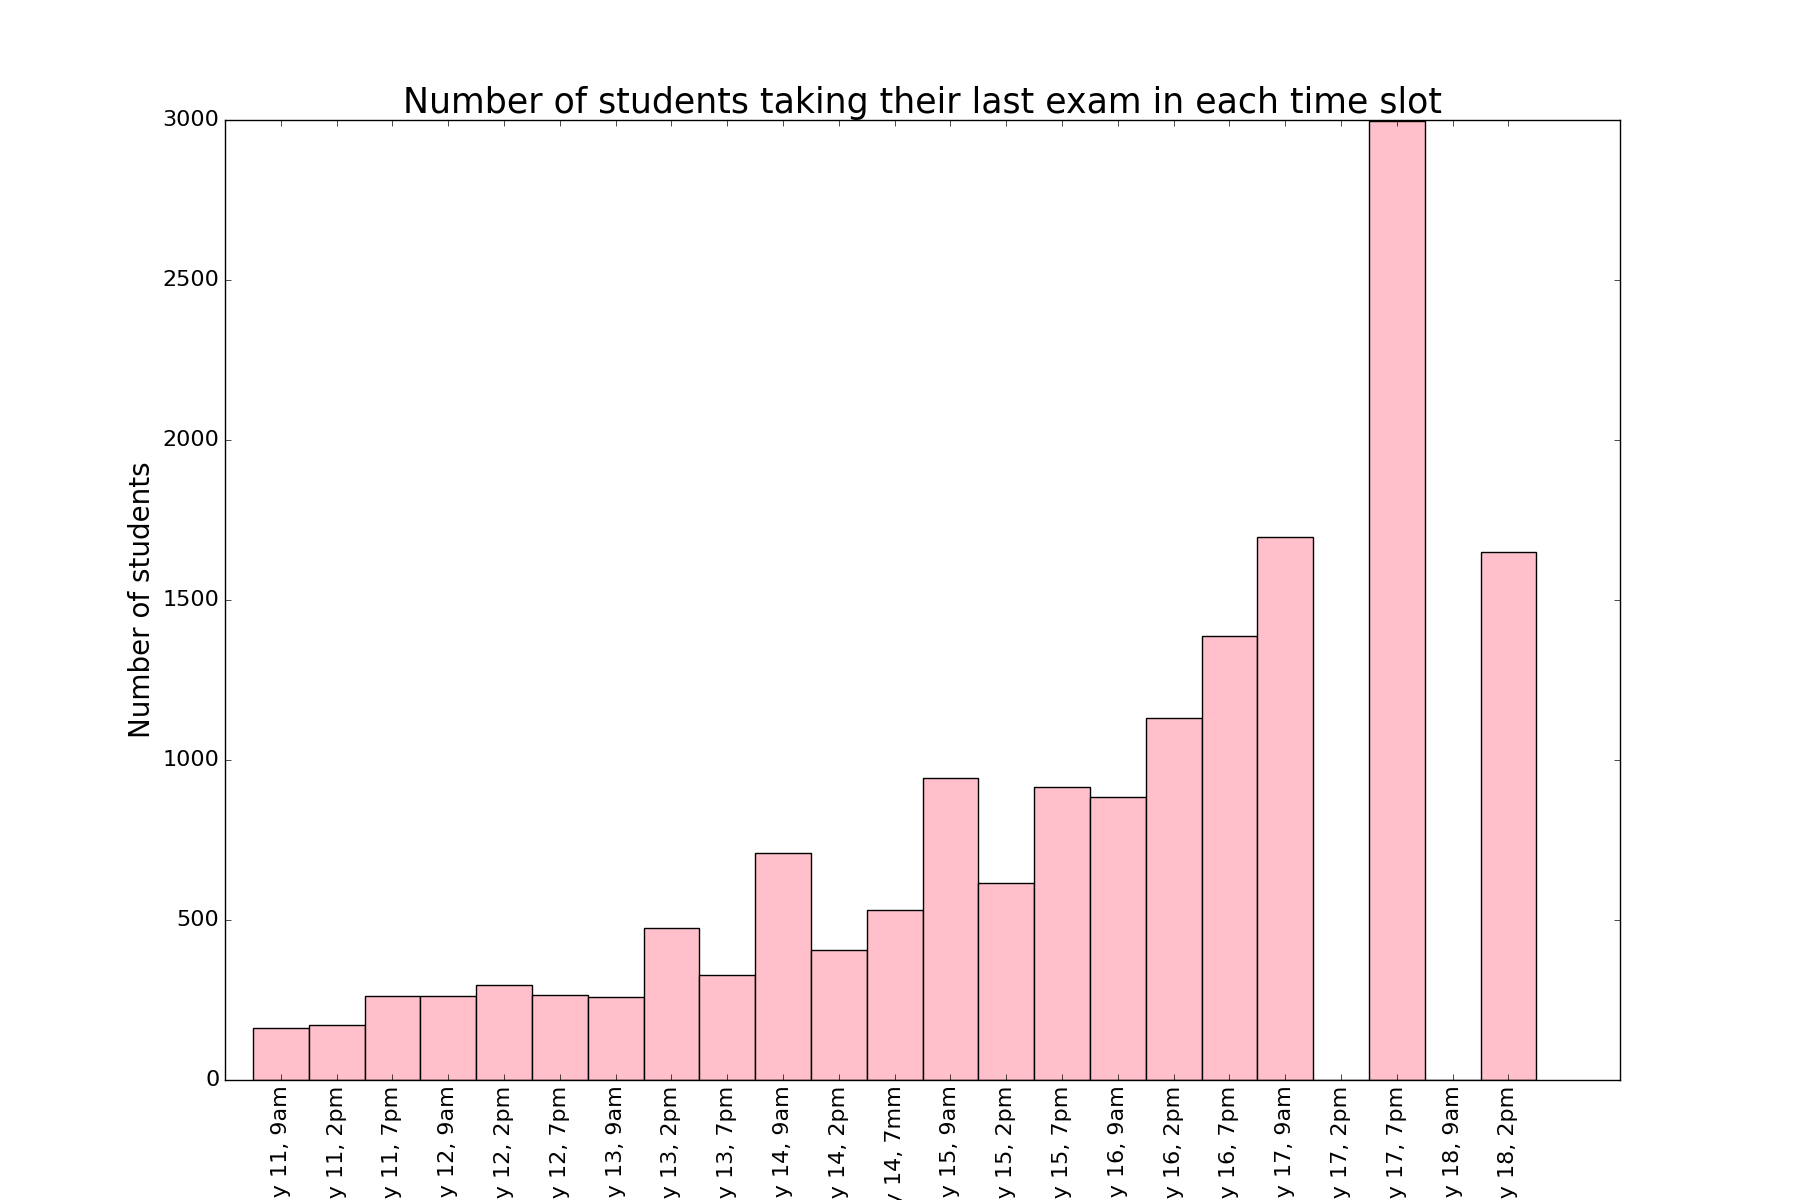 Number of students taking their last exam in each time slot
3000
2500
2000
1500
1000
500
0
Number of students
y 11, 9am
y 11, 2pm
y 11, 7pm
y 12, 9am
y 12, 2pm
y 12, 7pm
y 13, 9am
y 13, 2pm
y 13, 7pm
y 14, 9am
y 14, 2pm
y 14, 7mm
y 15, 9am
y 15, 2pm
y 15, 7pm
y 16, 9am
y 16, 2pm
y 16, 7pm
y 17, 9am
y 17, 2pm
y 17, 7pm
y 18, 9am
y 18, 2pm